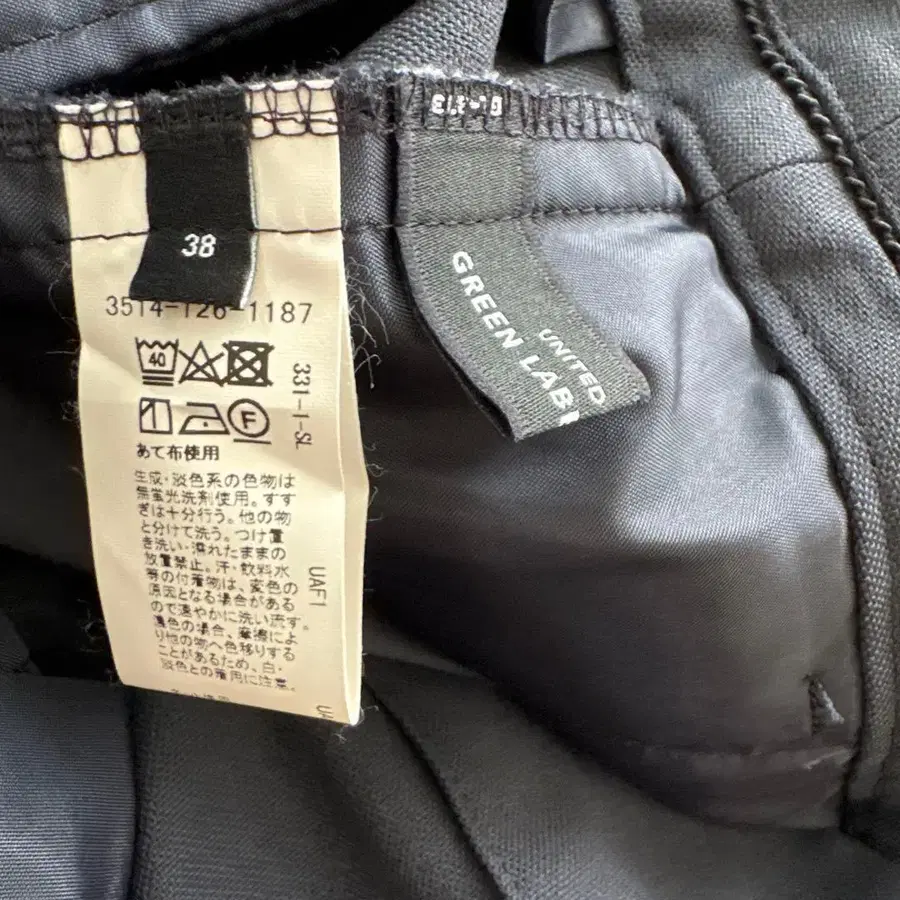 38
3514-126-1187
40
331-1-SL
F
あて布使用
生成・淡色系の色物は
無蛍光洗剤使用。すす
ぎは十分行う。他の物
と分けて洗う。つけ置
き洗い・濡れたままの
放置禁止。汗・飲料水
等の付着物は、変色の
原因となる場合がある
ので速やかに洗い流す。
濃色の場合、摩擦によ
り他の物へ色移りする
ことがあるため、白・
淡色との着用に注意。
UAF1
UNITED
GREEN LABE